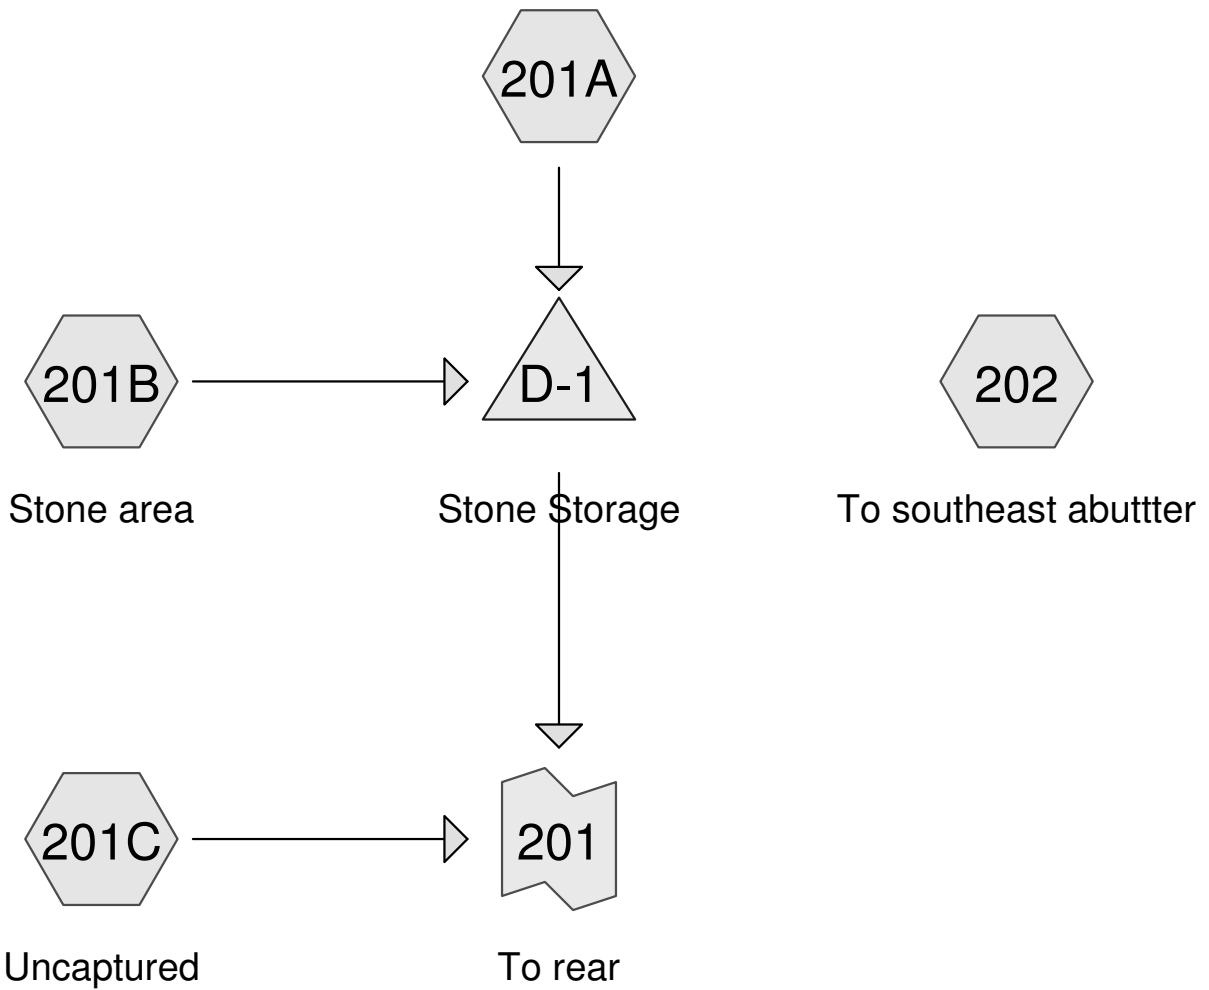 201A
201B
D-1
202
Stone area
Stone Storage
To southeast abuttter
201C
201
Uncaptured
To rear